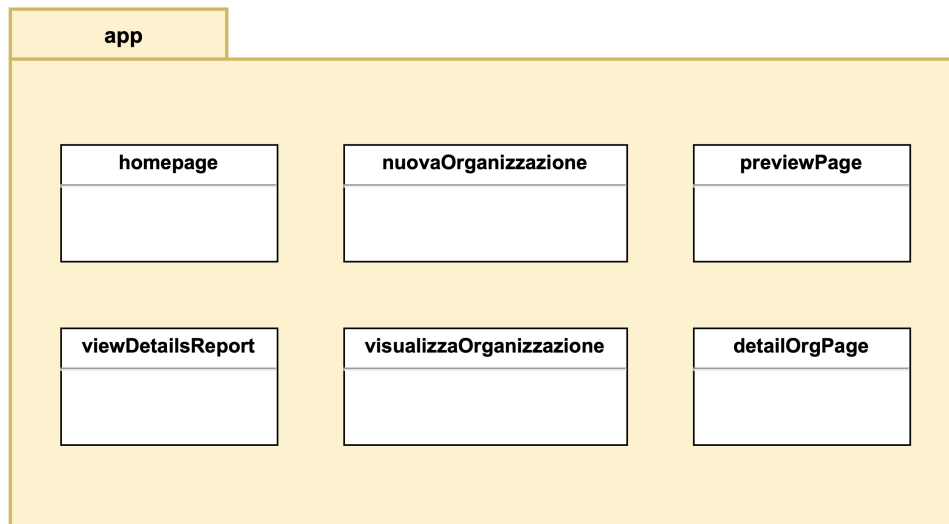 app
homepage
nuovaOrganizzazione
previewPage
viewDetailsReport
visualizzaOrganizzazione
detailOrgPage